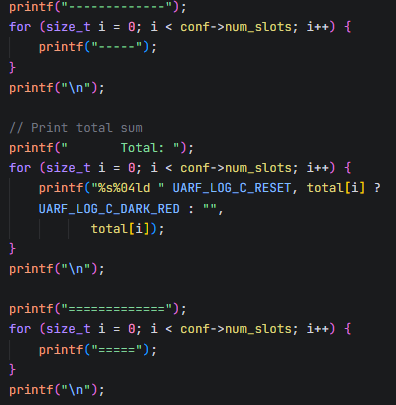 printf("-------------");
for (size_t i = 0; i < conf->num_slots; i++) {
    printf("-----");
}
printf("\n");

// Print total sum
printf("       Total: ");
for (size_t i = 0; i < conf->num_slots; i++) {
    printf("%s%04ld " UARF_LOG_C_RESET, total[i] ?
    UARF_LOG_C_DARK_RED : "",
           total[i]);
}
printf("\n");

printf("=============");
for (size_t i = 0; i < conf->num_slots; i++) {
    printf("=====");
}
printf("\n");